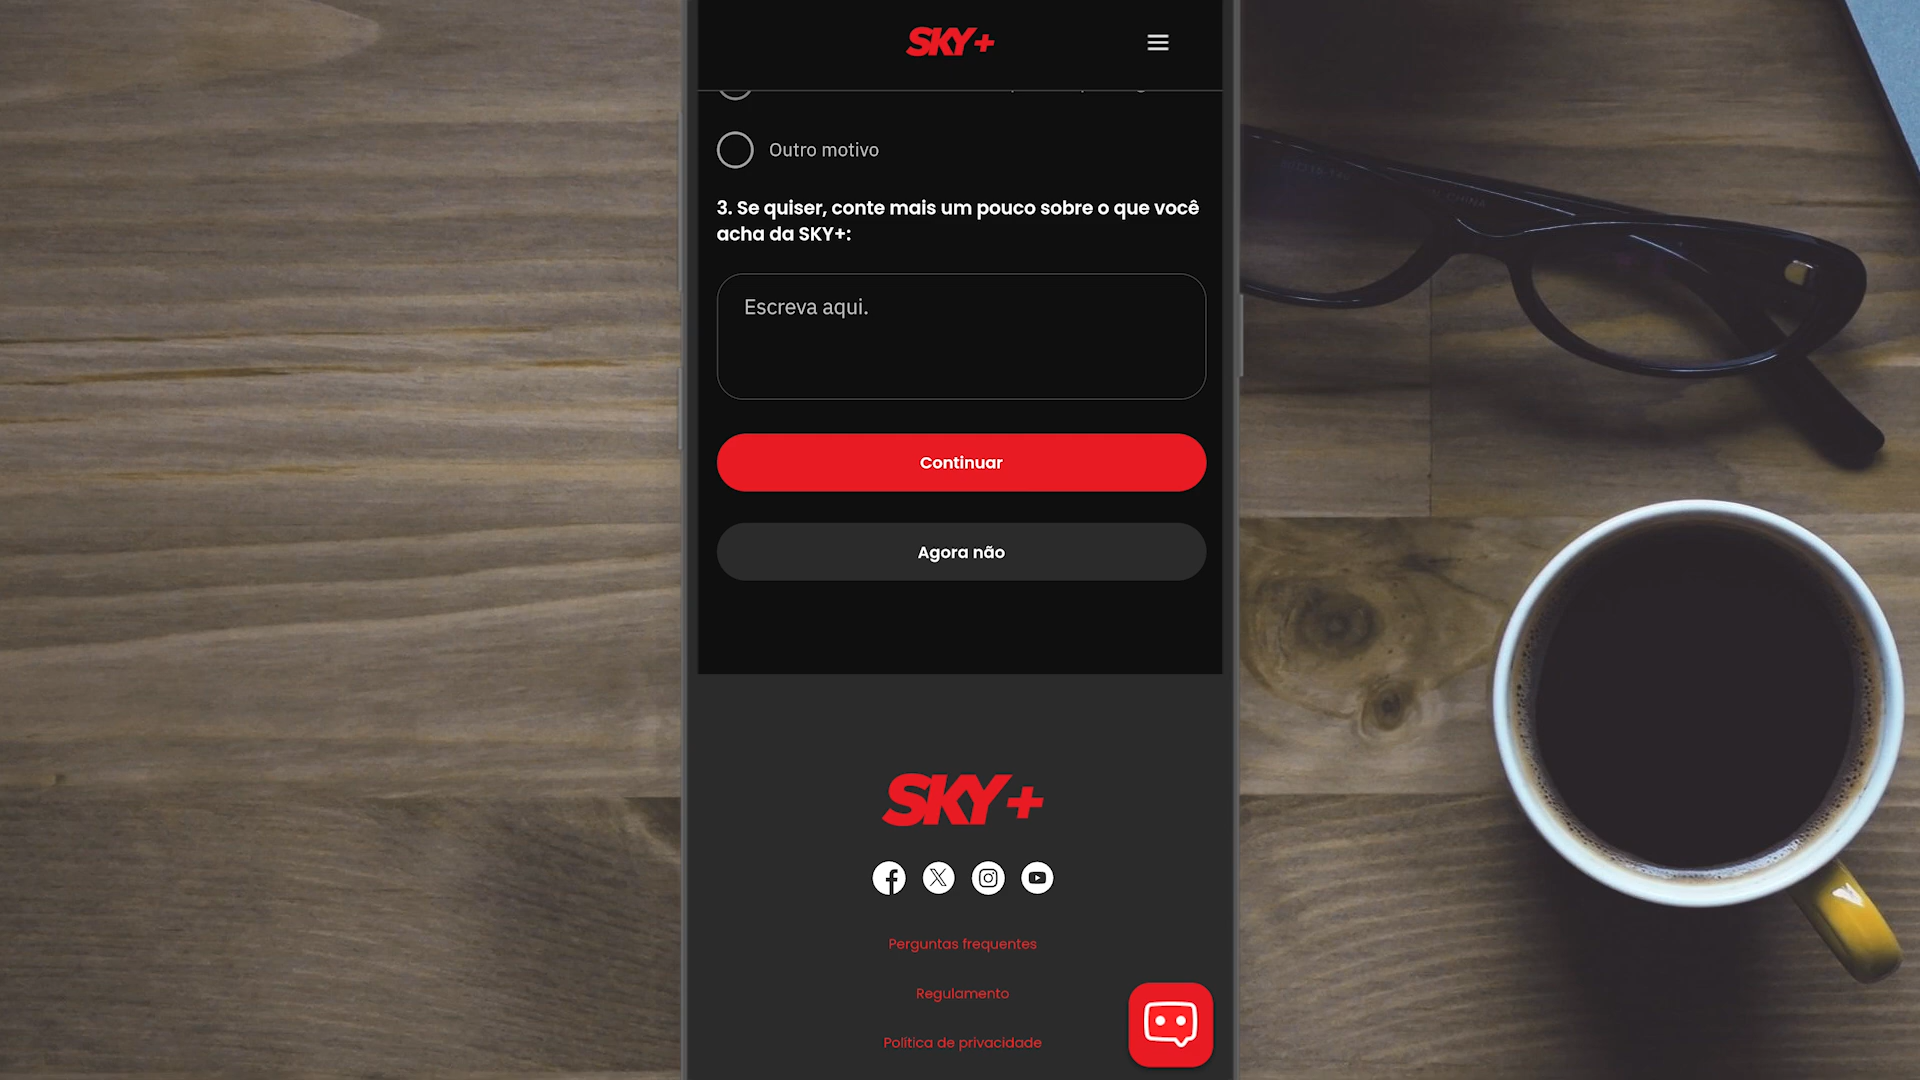 SKY+
Outro motivo
3. Se quiser, conte mais um pouco sobre o que você
acha da SKY+:
Escreva aqui.
Continuar
Agora não
SKY+
Perguntas frequentes
Regulamento
Política de privacidade